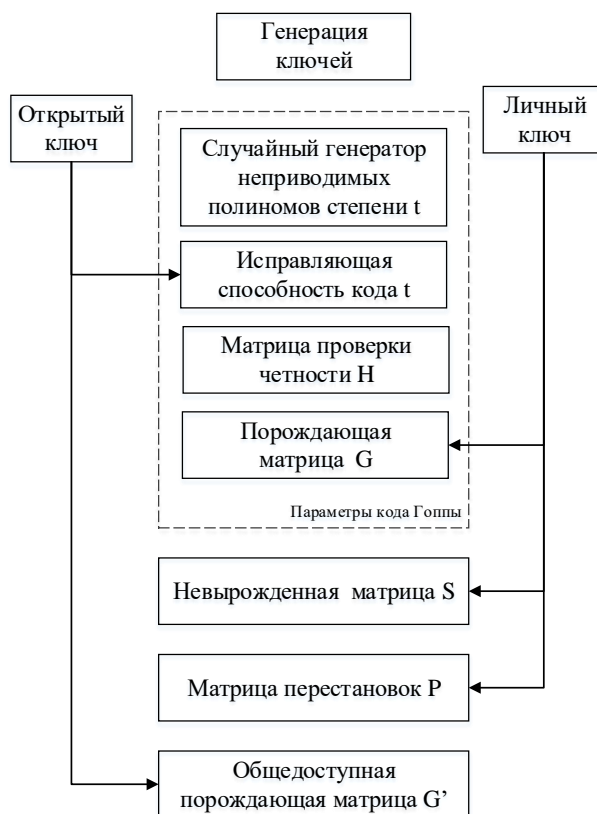 Генерация
ключей
Открытый
ключ
Личный
ключ
Случайный генератор
неприводимых
полиномов степени t
Исправляющая
способность кода t
Матрица проверки
четности H
Порождающая
матрица G
Параметры кода Гоппы
Невырожденная матрица S
Матрица перестановок P
Общедоступная
порождающая матрица G’